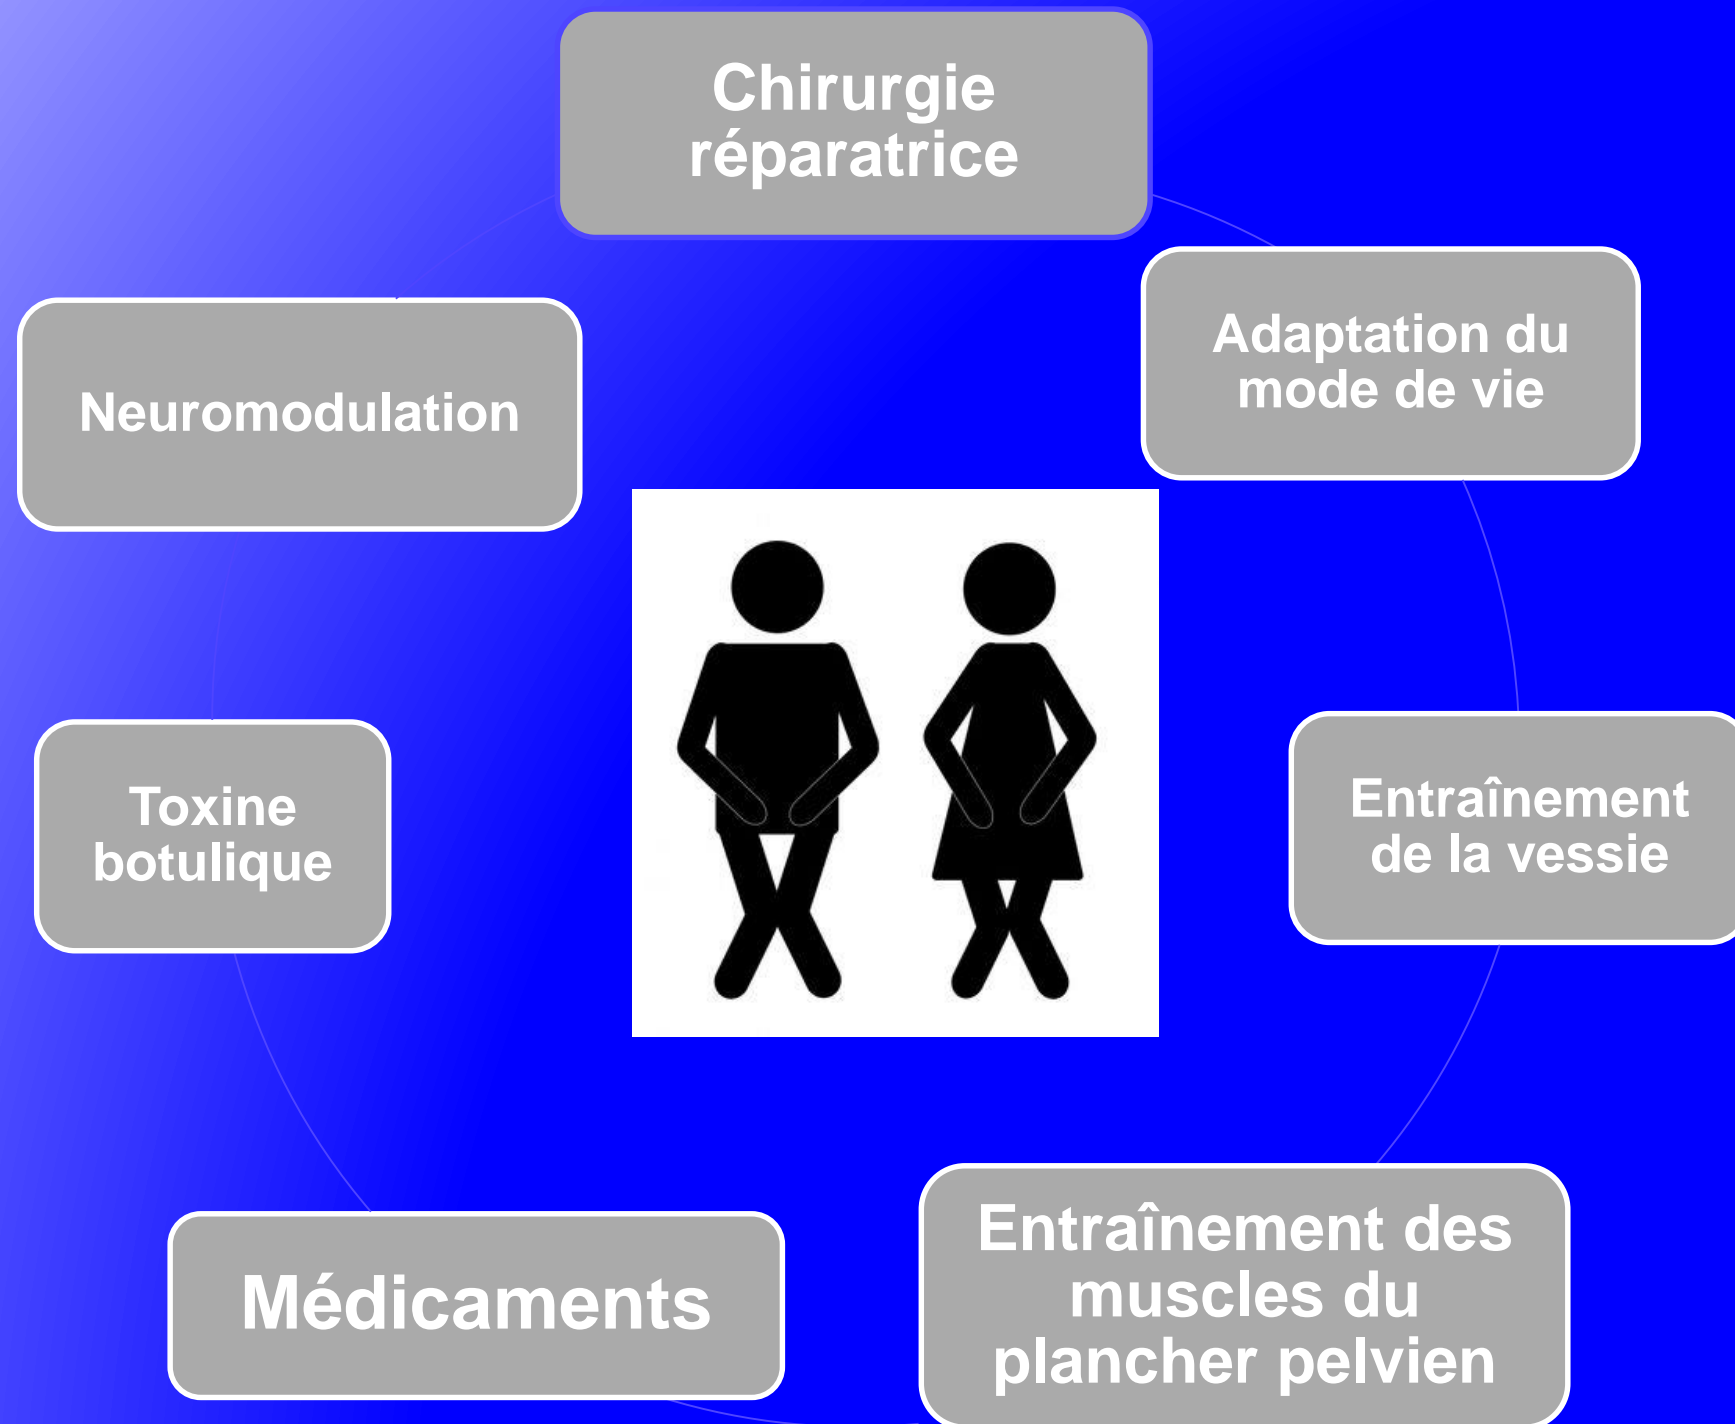 Chirurgie
réparatrice
Adaptation du
mode de vie
Neuromodulation
Entraînement
de la vessie
Toxine
botulique
Entraînement des
muscles du
plancher pelvien
Médicaments